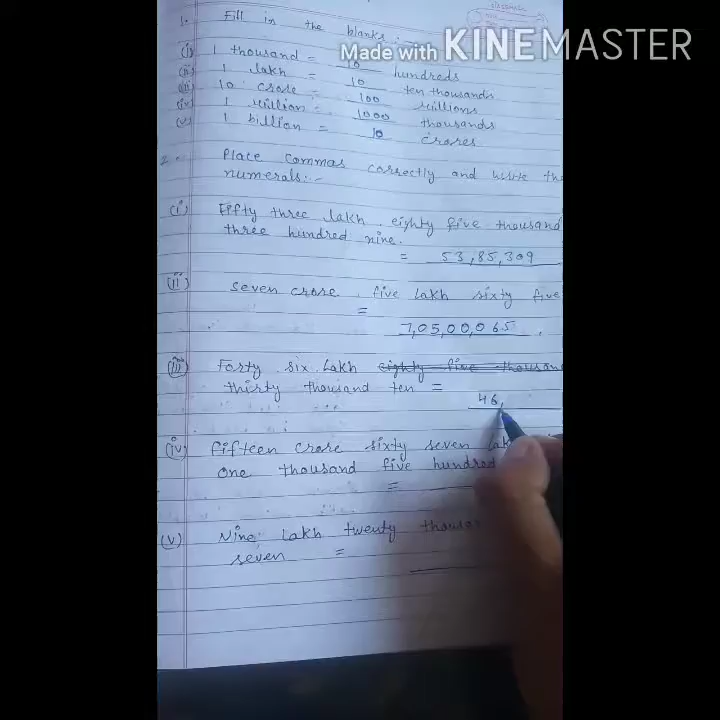 1. Fill in the blanks:-
Made with KINEMASTER
(i) 1 thousand = 10 hundreds
(ii) 1 lakh = 10 ten thousands
(iii) 10 crore = 100 millions
(iv) 1 million = 1000 thousands
(v) 1 billion = crores
2. Place commas correctly and write the
numerals:-
(i) Fifty three lakh eighty five thousand
three hundred nine.
= 53,85,309
(ii) Seven crore five lakh sixty five
= 7,05,00,065
(iii) Forty six lakh eighty five thousand
thirty thousand ten =
46,
(iv) fifteen crore sixty seven
One thousand five hundred
=
(v) Nine lakh twenty
seven =